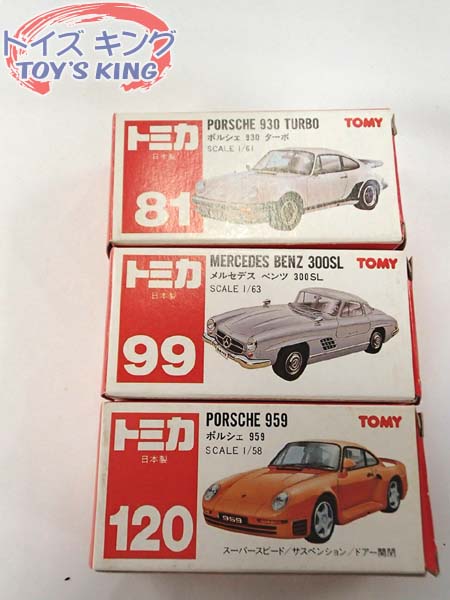 トイズ キング
TOY'S KING
トミカ
日本製
81
PORSCHE 930 TURBO
ポルシェ 930 ターボ
SCALE 1/61
TOMY
トミカ
日本製
99
MERCEDES BENZ 300SL
メルセデス ベンツ 300SL
SCALE 1/63
TOMY
トミカ
日本製
120
PORSCHE 959
ポルシェ 959
SCALE 1/58
TOMY
959
スーパースピード/サスペンション/ドアー開閉